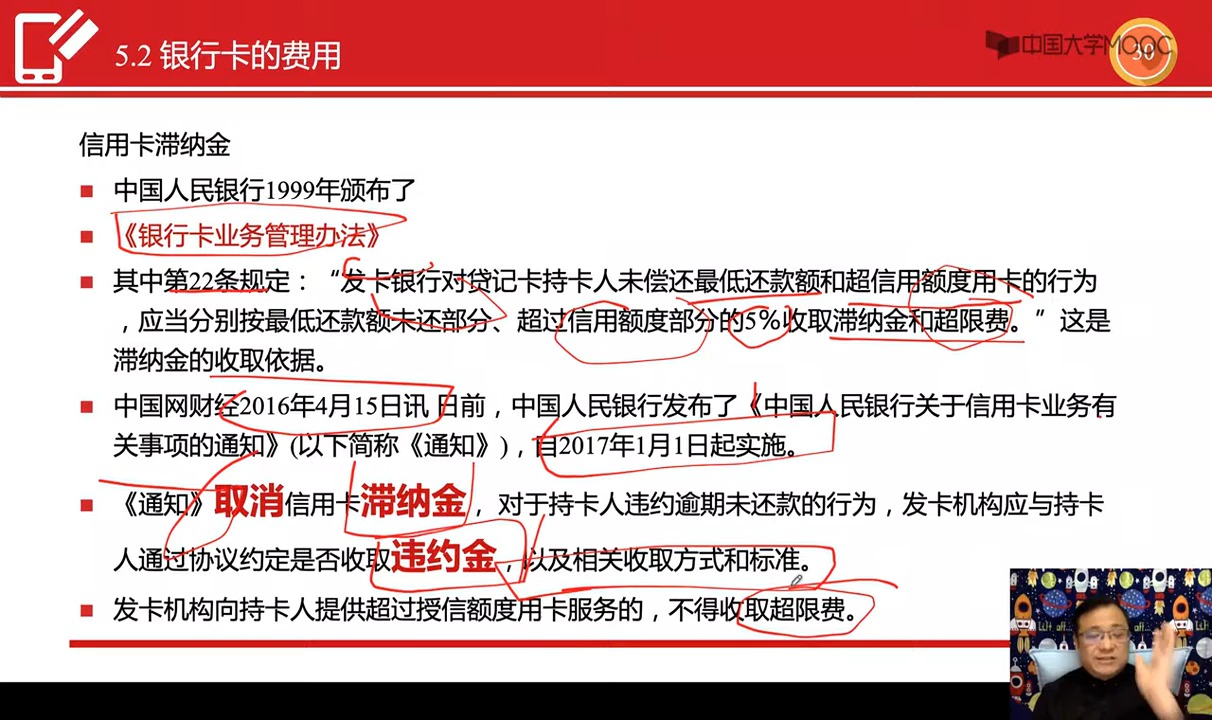 5.2 银行卡的费用
中国大学MOOC
30
信用卡滞纳金
中国人民银行1999年颁布了
《银行卡业务管理办法》
其中第22条规定：“发卡银行对贷记卡持卡人未偿还最低还款额和超信用额度用卡的行为
，应当分别按最低还款额未还部分、超过信用额度部分的5%收取滞纳金和超限费。”这是
滞纳金的收取依据。
中国网财经2016年4月15日讯 日前，中国人民银行发布了《中国人民银行关于信用卡业务有
关事项的通知》(以下简称《通知》)，自2017年1月1日起实施。
《通知》取消信用卡滞纳金，对于持卡人违约逾期未还款的行为，发卡机构应与持卡
人通过协议约定是否收取违约金，以及相关收取方式和标准。
发卡机构向持卡人提供超过授信额度用卡服务的，不得收取超限费。